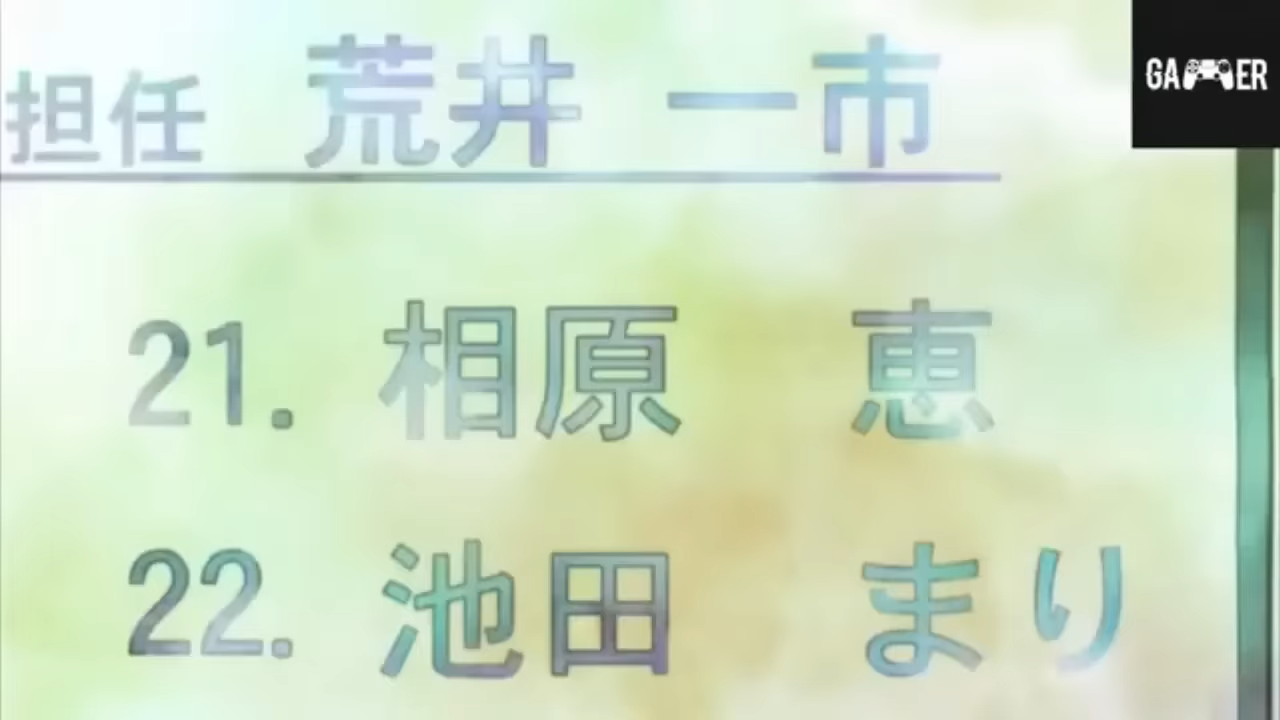 GAMER
担任 荒井 一市
21. 相原 恵
22. 池田 まり